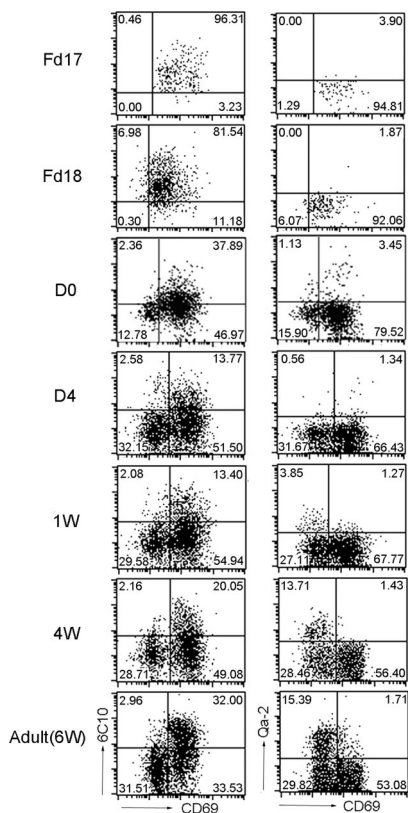 0.46 96.31 0.00 3.90
Fd17
0.00 3.23 1.29 94.81
6.98 81.54 0.00 1.87
Fd18
0.30 11.18 6.07 92.06
2.36 37.89 1.13 3.45
D0
12.78 46.97 15.90 79.52
2.58 13.77 0.56 1.34
D4
32.15 51.50 31.67 66.43
2.08 13.40 3.85 1.27
1W
29.58 54.94 27.11 67.77
2.16 20.05 13.71 1.43
4W
28.71 49.08 28.46 56.40
2.96 32.00 15.39 1.71
Adult(6W) 6C10 Qa-2
31.51 33.53 29.82 53.08
CD69 CD69